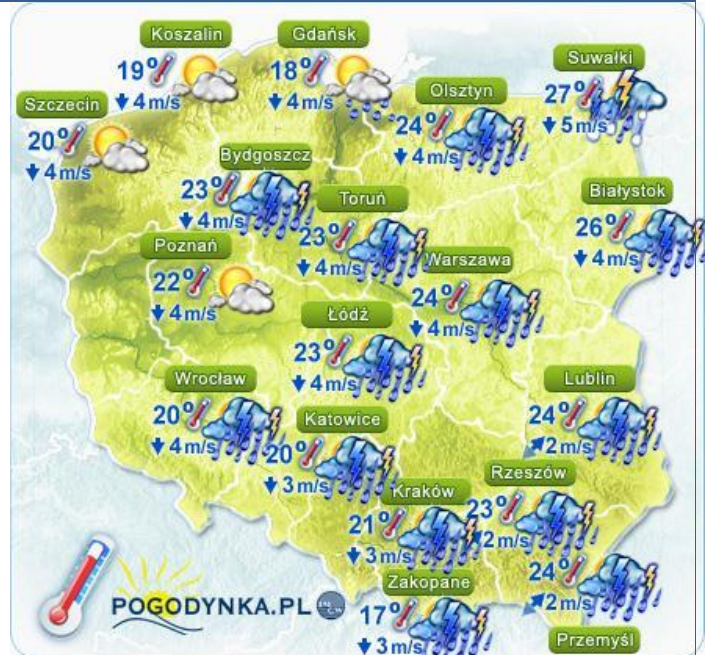 Koszalin
19°
4 m/s
Gdańsk
18°
4 m/s
Suwałki
27°
5 m/s
Szczecin
20°
4 m/s
Olsztyn
24°
4 m/s
Bydgoszcz
23°
4 m/s
Toruń
23°
4 m/s
Białystok
26°
4 m/s
Poznań
22°
4 m/s
Warszawa
24°
4 m/s
Łódź
23°
4 m/s
Wrocław
20°
4 m/s
Katowice
20°
3 m/s
Lublin
24°
2 m/s
Kraków
21°
3 m/s
Rzeszów
23°
2 m/s
Zakopane
17°
3 m/s
24°
2 m/s
Przemyśl
POGODYNKA.PL